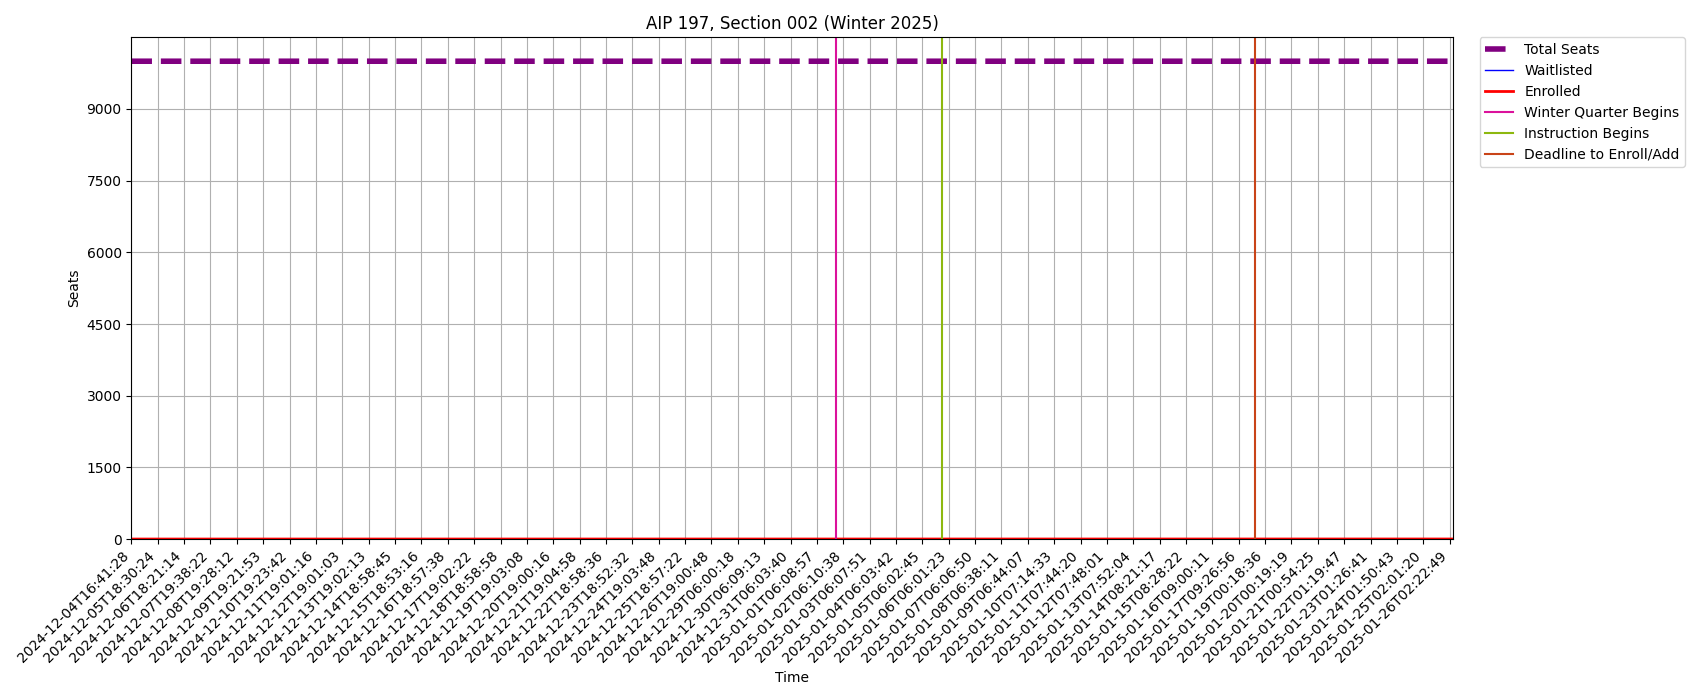 AIP 197, Section 002 (Winter 2025)
Total Seats
Waitlisted
Enrolled
Winter Quarter Begins
Instruction Begins
Deadline to Enroll/Add
Seats
9000
7500
6000
4500
3000
1500
0
2024-12-04T16:41:28
2024-12-05T18:30:24
2024-12-06T18:21:14
2024-12-07T19:38:22
2024-12-08T19:28:12
2024-12-09T19:21:53
2024-12-10T19:23:42
2024-12-11T19:01:16
2024-12-12T19:01:03
2024-12-13T19:02:13
2024-12-14T18:58:45
2024-12-15T18:53:16
2024-12-16T18:57:38
2024-12-17T19:02:22
2024-12-18T18:58:58
2024-12-19T19:03:08
2024-12-20T19:00:16
2024-12-21T19:04:58
2024-12-22T18:58:36
2024-12-23T18:52:32
2024-12-24T19:03:48
2024-12-25T18:57:22
2024-12-26T19:00:48
2024-12-29T06:00:18
2024-12-30T06:09:13
2024-12-31T06:03:40
2025-01-01T06:08:57
2025-01-02T06:10:38
2025-01-03T06:07:51
2025-01-04T06:03:42
2025-01-05T06:02:45
2025-01-06T06:01:23
2025-01-07T06:06:50
2025-01-08T06:38:11
2025-01-09T06:44:07
2025-01-10T07:14:33
2025-01-11T07:44:20
2025-01-12T07:48:01
2025-01-13T07:52:04
2025-01-14T08:21:17
2025-01-15T08:28:22
2025-01-16T09:00:11
2025-01-17T09:26:56
2025-01-19T00:18:36
2025-01-20T00:19:19
2025-01-21T00:54:25
2025-01-22T01:19:47
2025-01-23T01:26:41
2025-01-24T01:50:43
2025-01-25T02:01:20
2025-01-26T02:22:49
Time